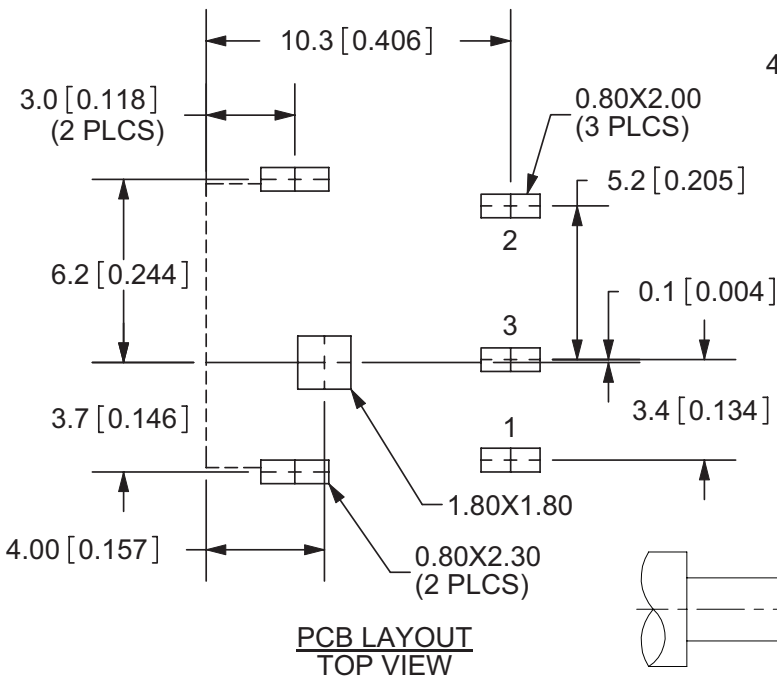 10.3 [0.406]
4
3.0 [0.118]
(2 PLCS)
0.80X2.00
(3 PLCS)
5.2 [0.205]
2
6.2 [0.244]
0.1 [0.004]
3
3.7 [0.146]
3.4 [0.134]
1
1.80X1.80
4.00 [0.157]
0.80X2.30
(2 PLCS)
PCB LAYOUT
TOP VIEW